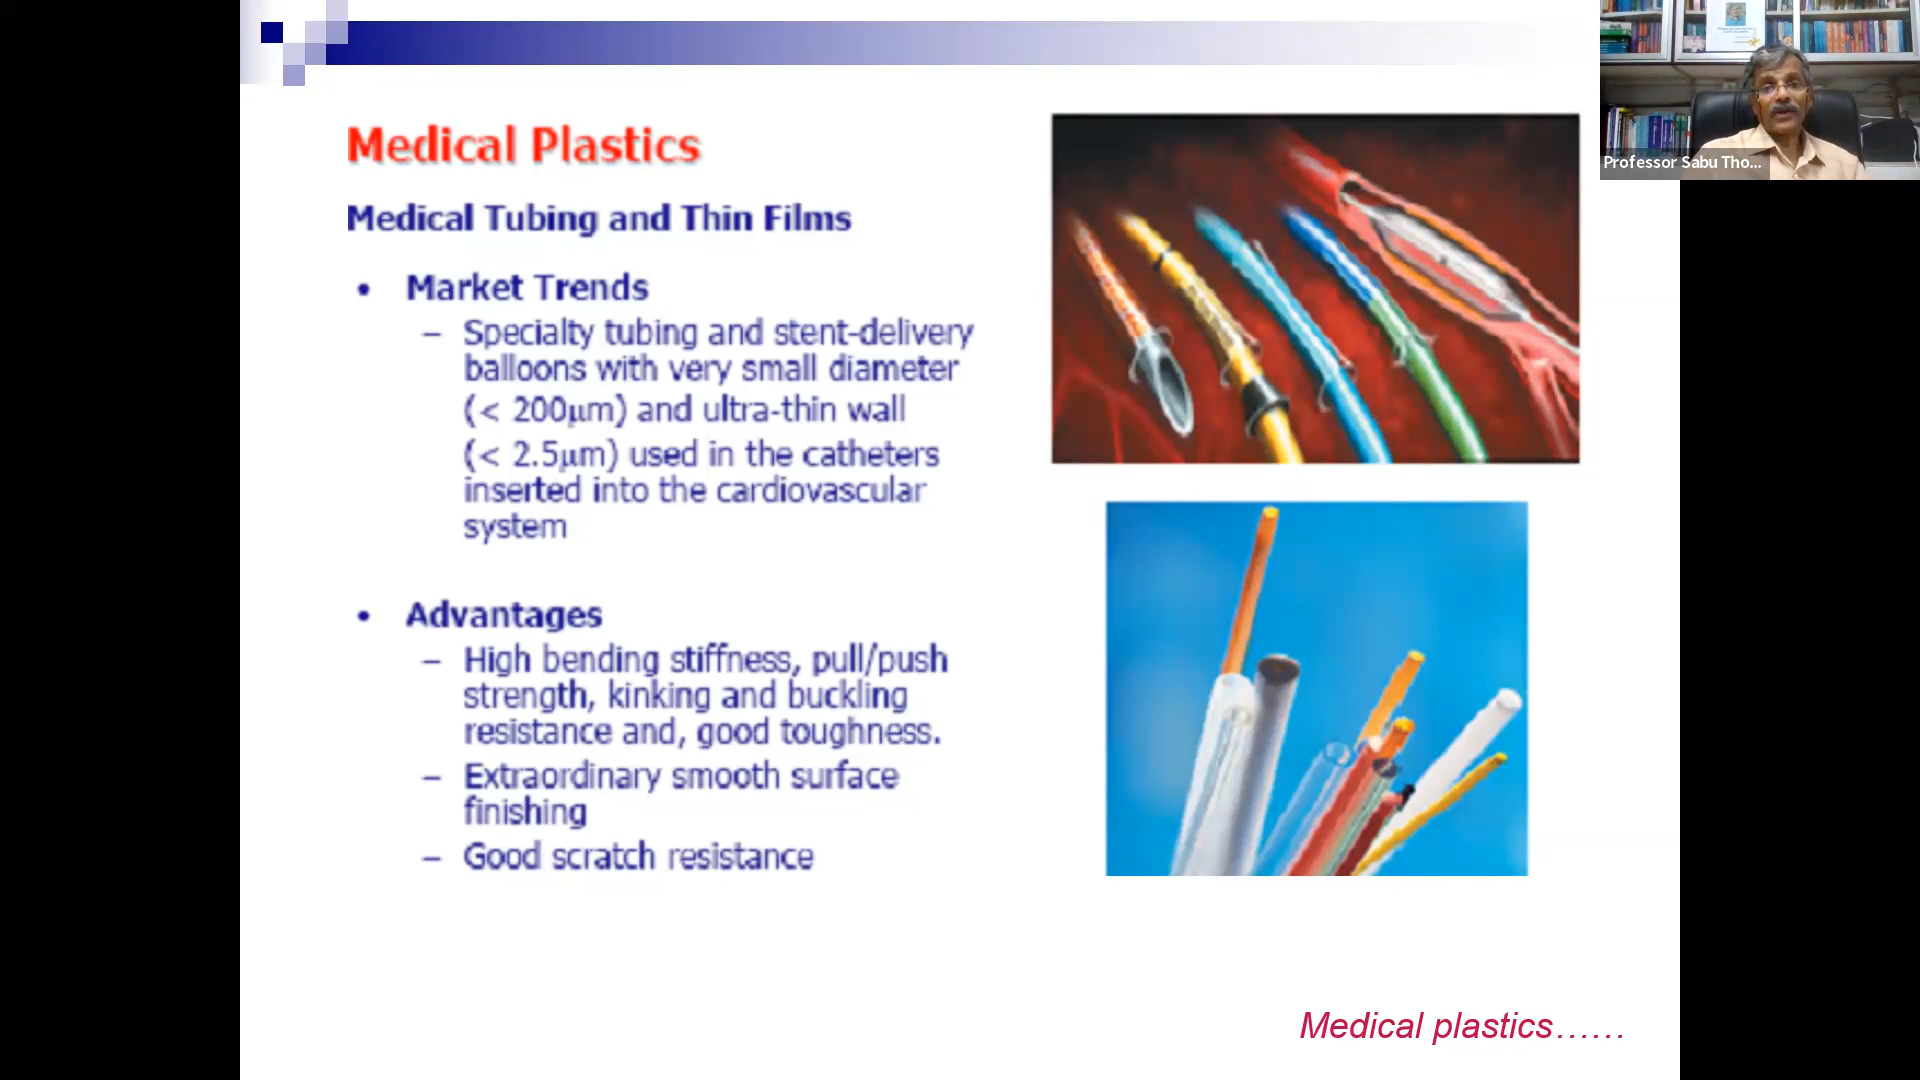 Professor Sabu Tho...
Medical Plastics
Medical Tubing and Thin Films
• Market Trends
– Specialty tubing and stent-delivery
balloons with very small diameter
(< 200μm) and ultra-thin wall
(< 2.5μm) used in the catheters
inserted into the cardiovascular
system
• Advantages
– High bending stiffness, pull/push
strength, kinking and buckling
resistance and, good toughness.
– Extraordinary smooth surface
finishing
– Good scratch resistance
Medical plastics......